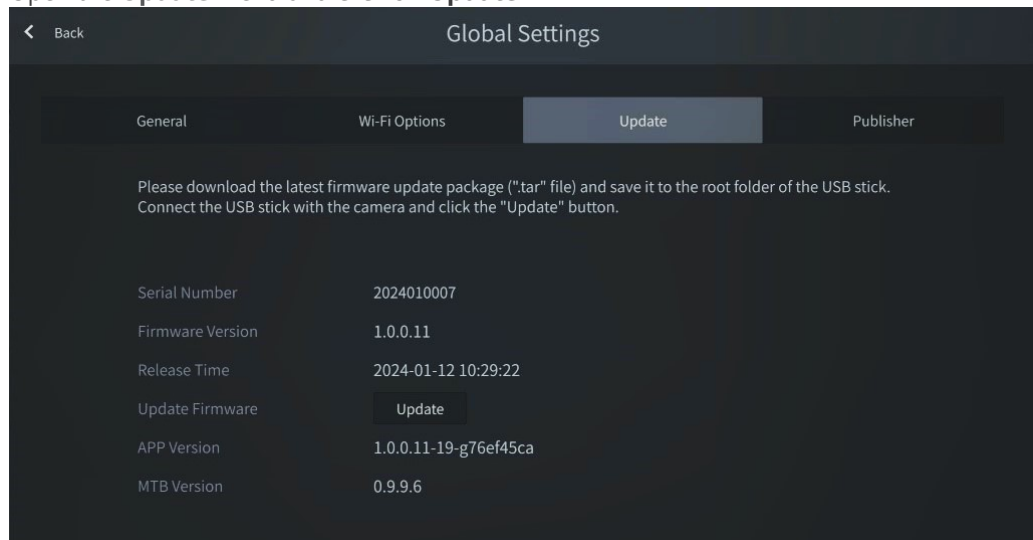 Back
Global Settings
General
Wi-Fi Options
Update
Publisher
Please download the latest firmware update package (".tar" file) and save it to the root folder of the USB stick.
Connect the USB stick with the camera and click the "Update" button.
Serial Number 2024010007
Firmware Version 1.0.0.11
Release Time 2024-01-12 10:29:22
Update Firmware Update
APP Version 1.0.0.11-19-g76ef45ca
MTB Version 0.9.9.6